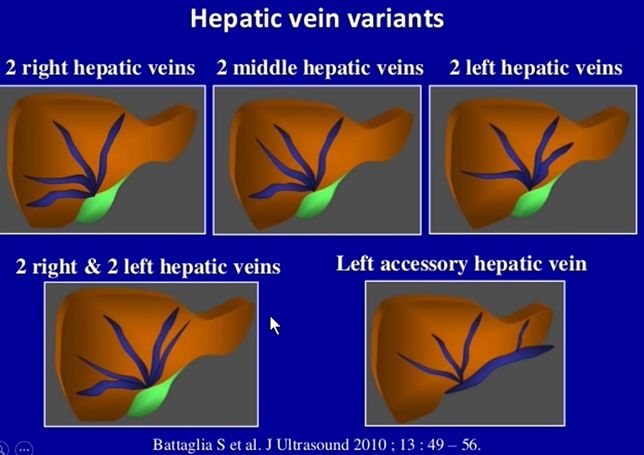 Hepatic vein variants
2 right hepatic veins 2 middle hepatic veins 2 left hepatic veins
2 right & 2 left hepatic veins Left accessory hepatic vein
Battaglia S et al. J Ultrasound 2010 ; 13 : 49 – 56.